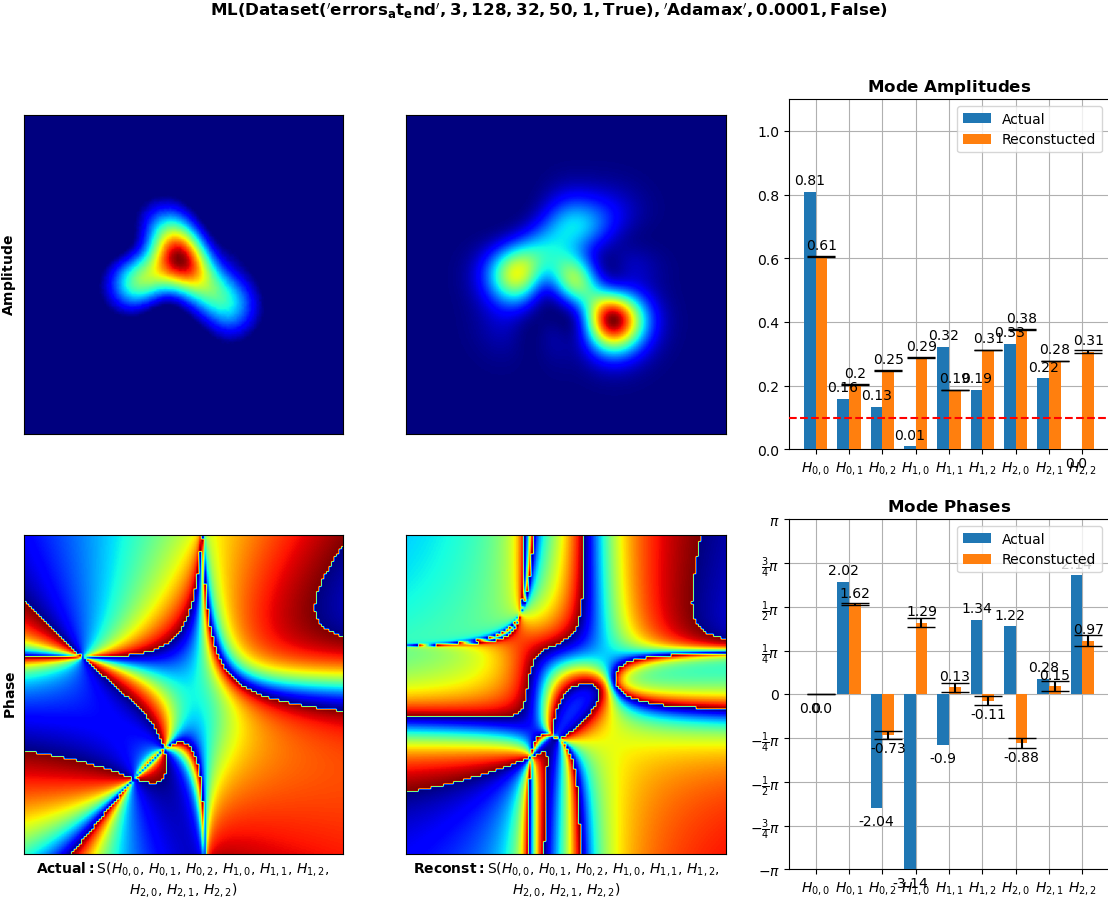 ML(Dataset('errors_at_end', 3, 128, 32, 50, 1, True), 'Adamax', 0.0001, False)
Amplitude
Mode Amplitudes
Actual
Reconstucted
1.0
0.8
0.6
0.4
0.2
0.0
0.81
0.61
0.16
0.2
0.13
0.25
0.01
0.29
0.32
0.19
0.19
0.31
0.33
0.38
0.22
0.28
0.0
0.31
H0,0 H0,1 H0,2 H1,0 H1,1 H1,2 H2,0 H2,1 H2,2
Phase
Actual: S(H0,0, H0,1, H0,2, H1,0, H1,1, H1,2,
H2,0, H2,1, H2,2)
Reconst: S(H0,0, H0,1, H0,2, H1,0, H1,1, H1,2,
H2,0, H2,1, H2,2)
Mode Phases
Actual
Reconstucted
π
3/4π
1/2π
1/4π
0
−1/4π
−1/2π
−3/4π
−π
0.0
0.0
2.02
1.62
-2.04
-0.73
-3.14
1.29
-0.9
0.13
1.34
-0.11
1.22
-0.88
0.28
0.15
0.97
H0,0 H0,1 H0,2 H1,0 H1,1 H1,2 H2,0 H2,1 H2,2